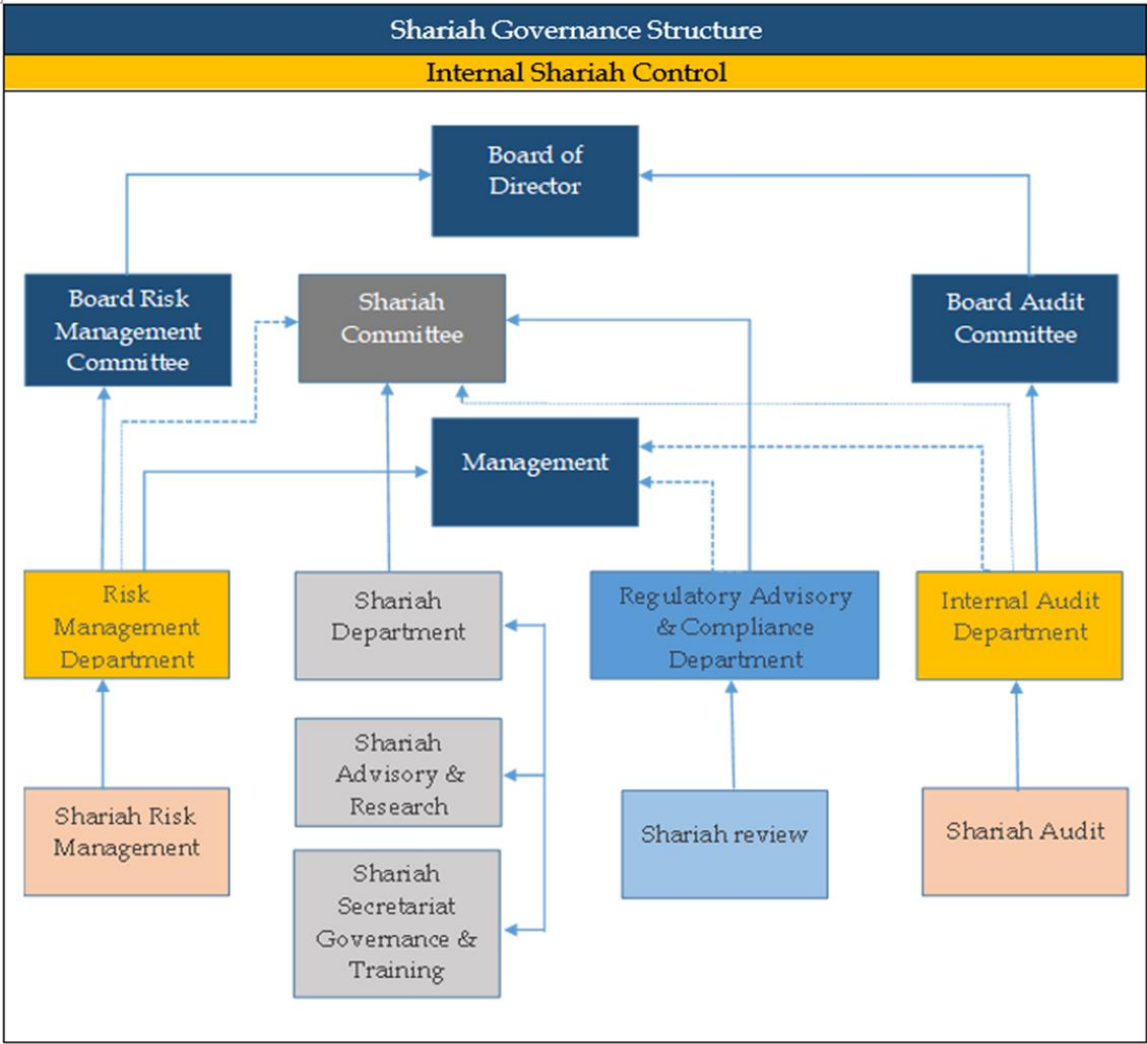 Shariah Governance Structure
Internal Shariah Control
Board of
Director
Board Risk
Management
Committee
Shariah
Committee
Board Audit
Committee
Management
Risk
Management
Department
Shariah
Department
Regulatory Advisory
& Compliance
Department
Internal Audit
Department
Shariah
Advisory &
Research
Shariah Risk
Management
Shariah review
Shariah Audit
Shariah
Secretariat
Governance &
Training